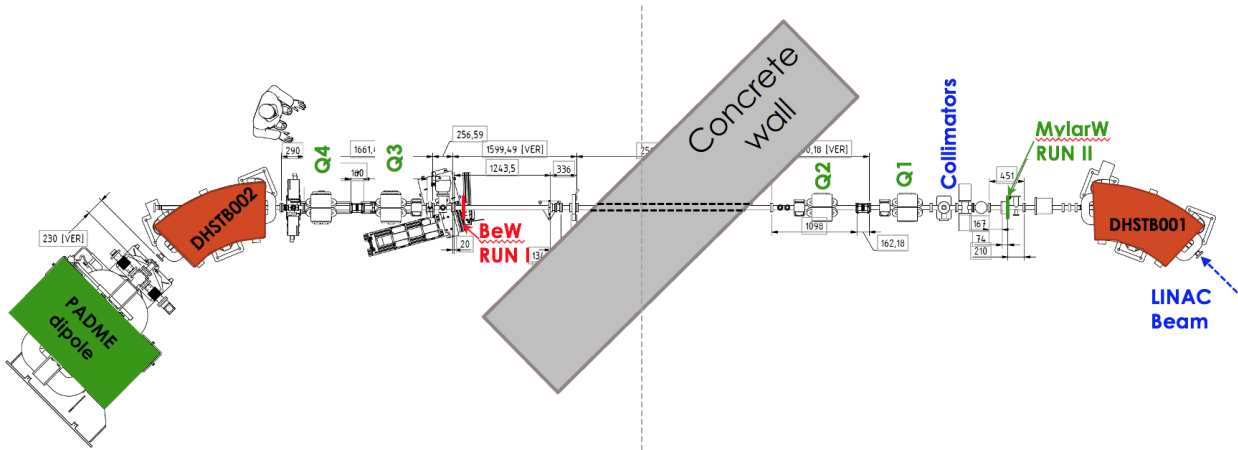 256,59
290
Q4
1661,
Q3
1599,49 [VER]
1243,5
336
100
Concrete
wall
,18 [VER]
Q2
Q1
Collimators
MylarW
RUN II
451
DHSTB002
DHSTB001
BeW
RUN I
20
1098
162,18
167
74
210
230 [VER]
PADME
dipole
LINAC
Beam